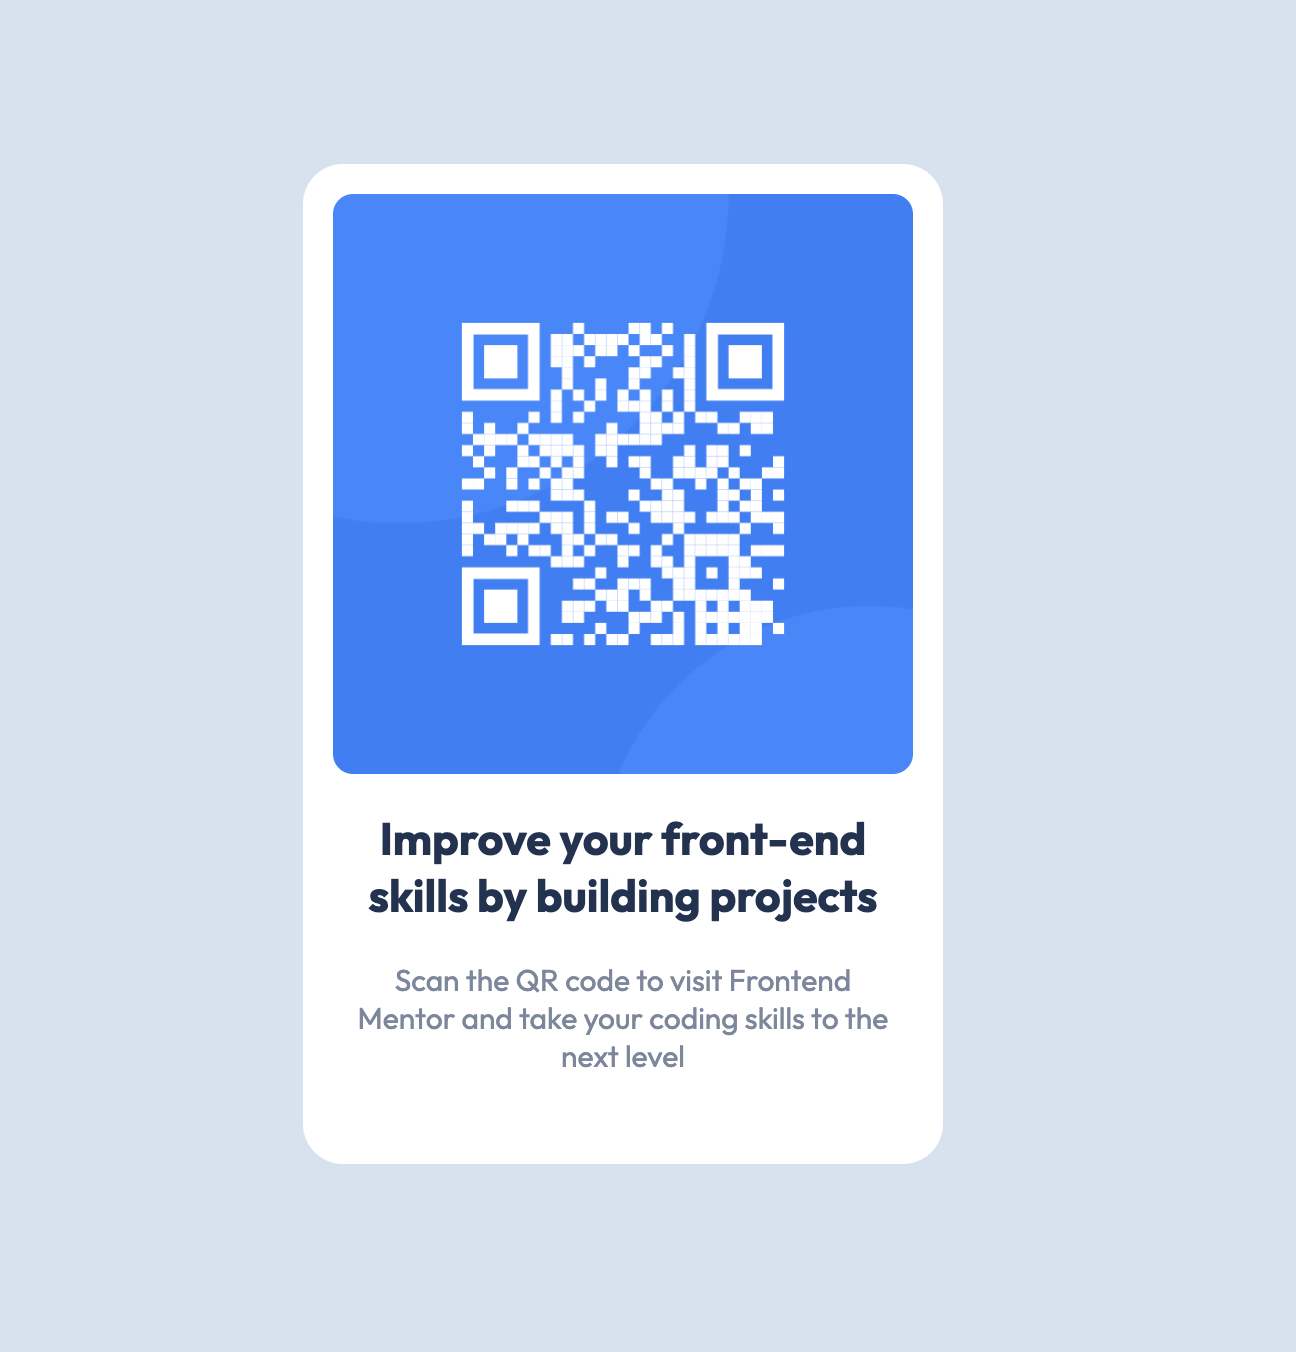 Improve your front-end
skills by building projects
Scan the QR code to visit Frontend
Mentor and take your coding skills to the
next level